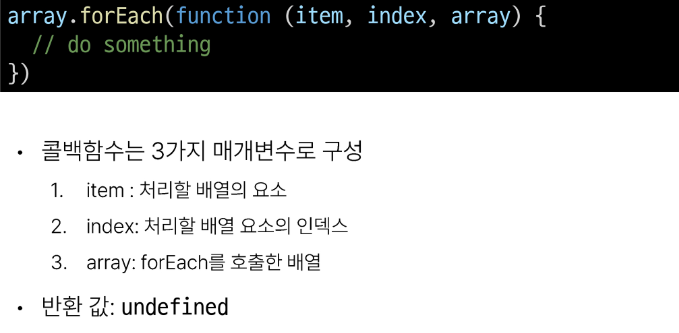 array.forEach(function (item, index, array) {
  // do something
})
• 콜백함수는 3가지 매개변수로 구성
1. item : 처리할 배열의 요소
2. index: 처리할 배열 요소의 인덱스
3. array: forEach를 호출한 배열
• 반환 값: undefined